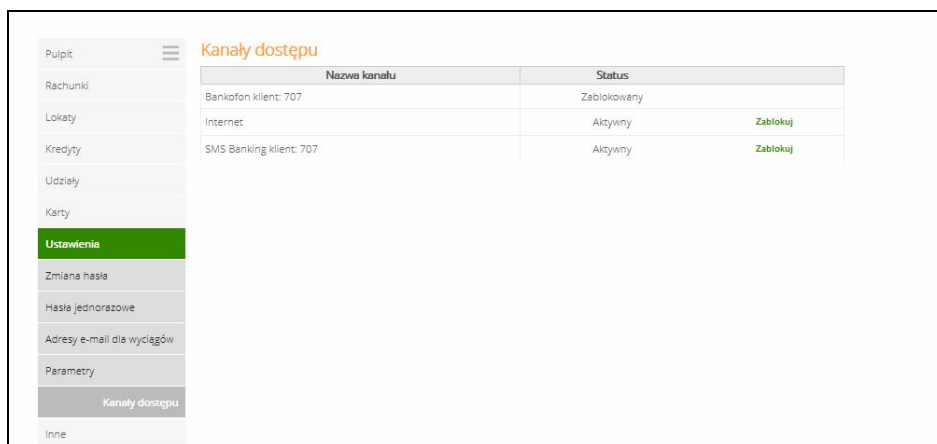 Pulpit
Rachunki
Lokaty
Kredyty
Udziały
Karty
Ustawienia
Zmiana hasła
Hasła jednorazowe
Adresy e-mail dla wyciągów
Parametry
Kanały dostępu
Inne
Kanały dostępu
Nazwa kanału Status
Bankofon klient: 707 Zablokowany
Internet Aktywny Zablokuj
SMS Banking klient: 707 Aktywny Zablokuj